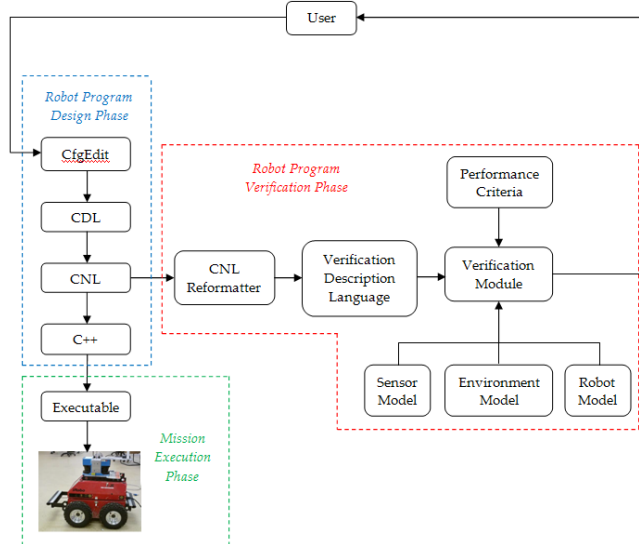 User
Robot Program
Design Phase
CfgEdit
CDL
CNL
C++
Robot Program
Verification Phase
Performance
Criteria
CNL
Reformatter
Verification
Description
Language
Verification
Module
Sensor
Model
Environment
Model
Robot
Model
Executable
Mission
Execution
Phase